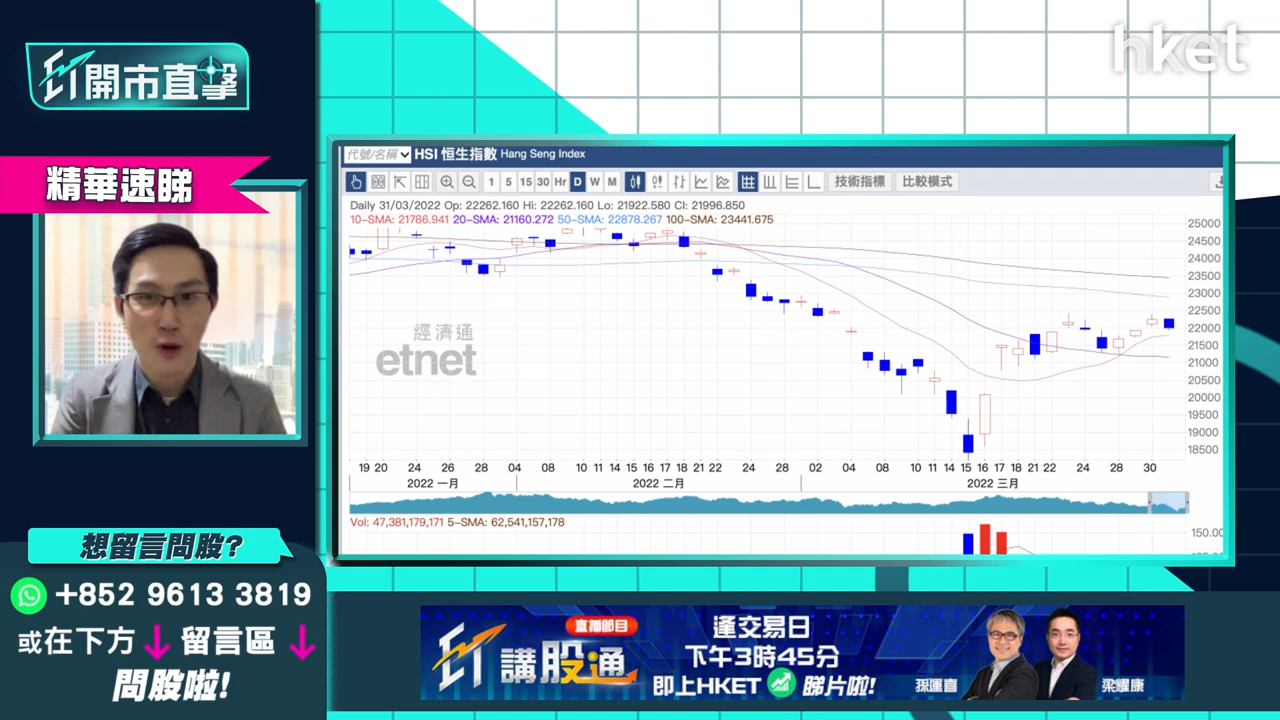 ET開市直擊
hket
精華速睇
代號/名稱 HSI 恒生指數 Hang Seng Index
1 5 15 30 Hr D W M 技術指標 比較模式
Daily 31/03/2022 Op: 22262.160 Hi: 22262.160 Lo: 21922.580 Cl: 21996.850
10-SMA: 21786.941 20-SMA: 21160.272 50-SMA: 22878.267 100-SMA: 23441.675
25000
24500
24000
23500
23000
22500
22000
21500
21000
20500
20000
19500
19000
18500
經濟通
etnet
19 20 24 26 28 04 08 10 11 14 15 16 17 18 21 22 24 28 02 04 08 10 11 14 15 16 17 18 21 22 24 28 30
2022 一月 2022 二月 2022 三月
Vol: 47,381,179,171 5-SMA: 62,541,157,178
150.00
想留言問股?
+852 9613 3819
或在下方 留言區
問股啦!
ET講股通
直播節目
逢交易日
下午3時45分
即上HKET 睇片啦!
孫運喜
梁耀康